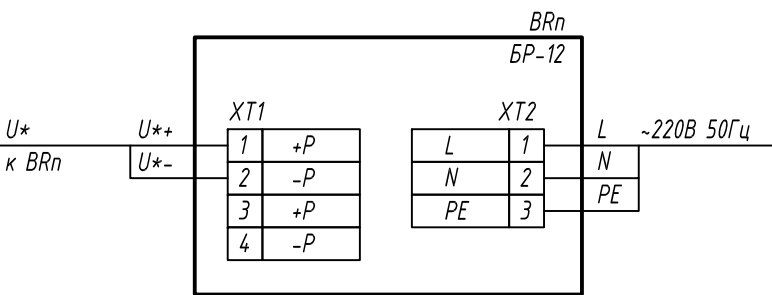 BRn
БР-12
U*
U*+
XT1
XT2
L
~220В 50Гц
1 +P
L 1
к BRn
U*-
N
2 -P
N 2
PE
3 +P
PE 3
4 -P